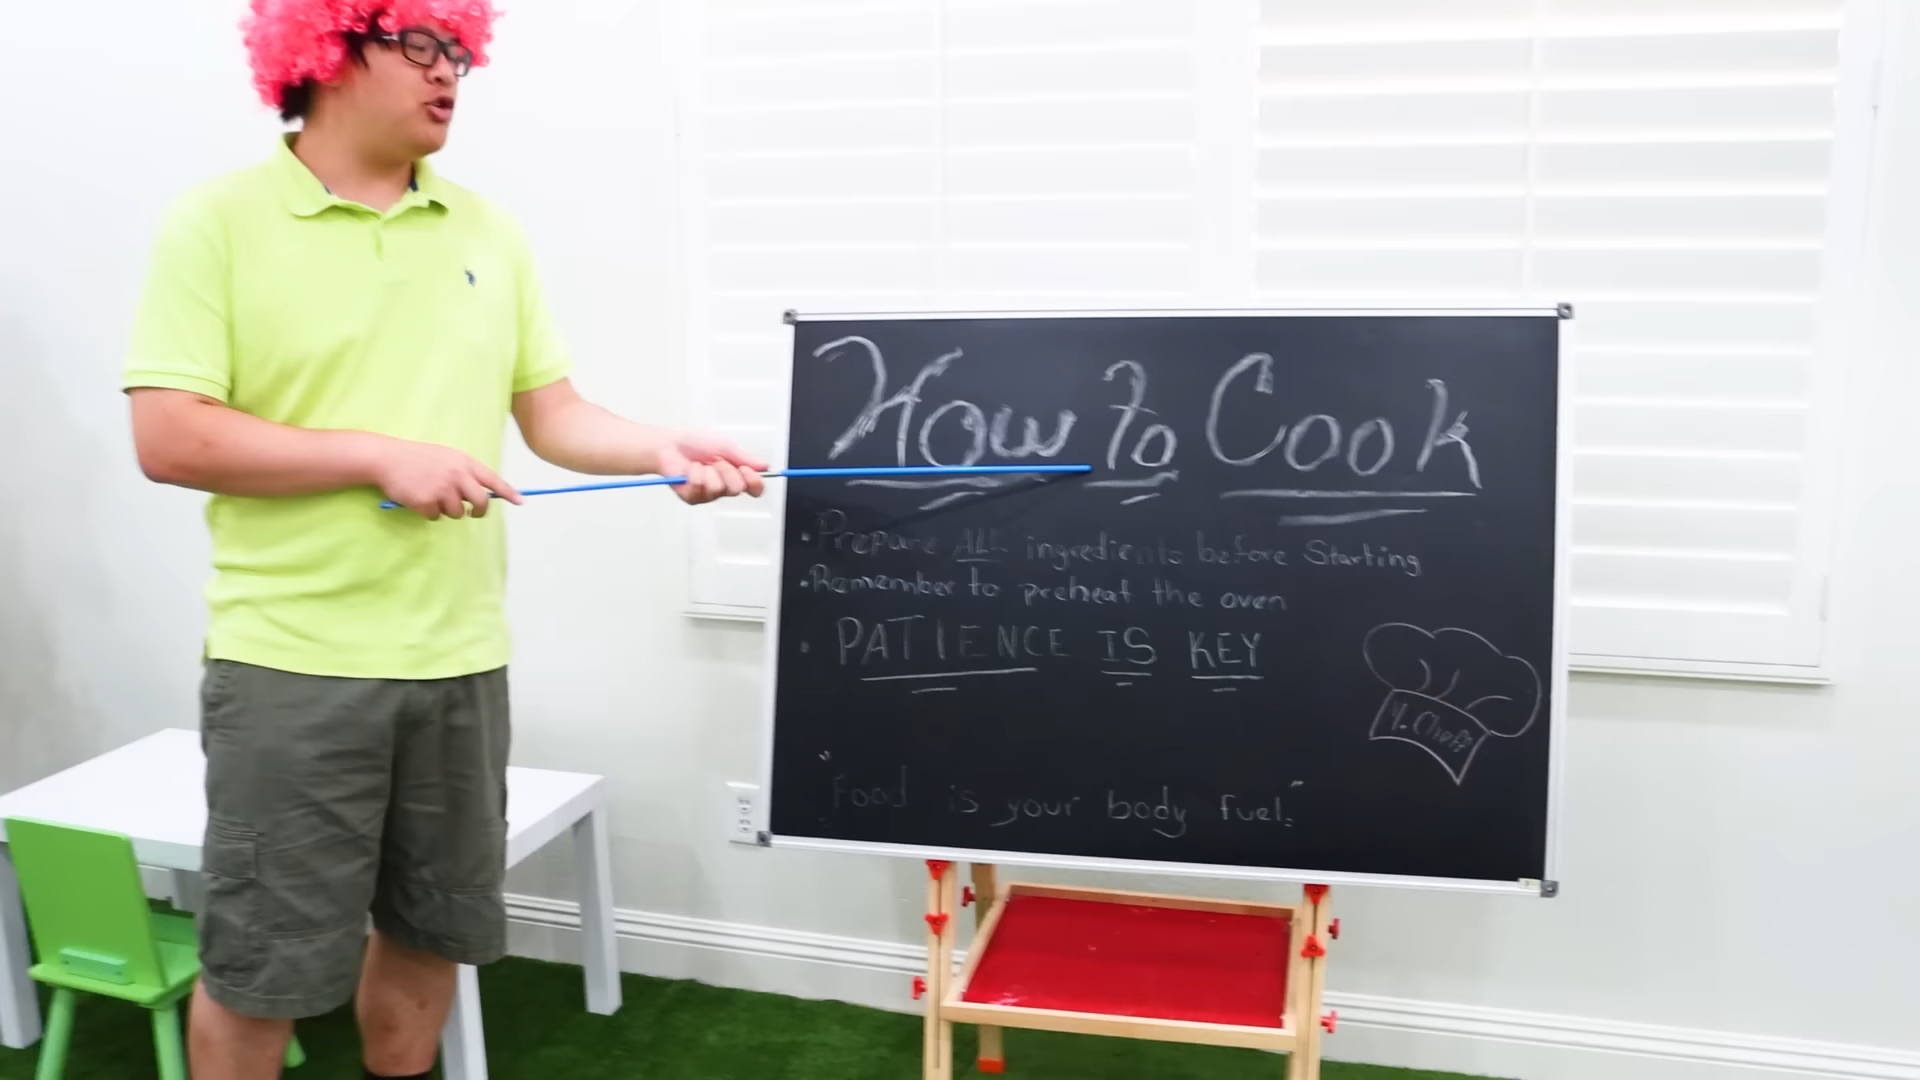 How To Cook
• Prepare ALL ingredients before Starting
• Remember to preheat the oven
• PATIENCE IS KEY
"Food is your body fuel."